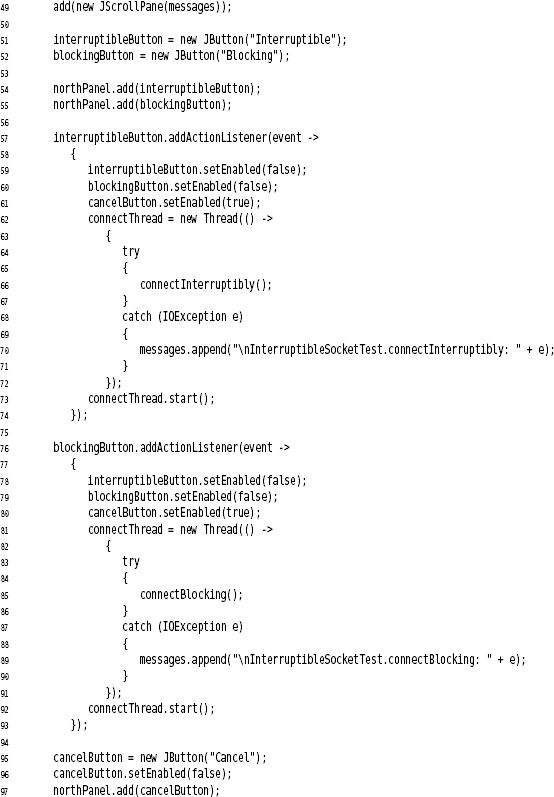 49 add(new JScrollPane(messages));
50
51 interruptibleButton = new JButton("Interruptible");
52 blockingButton = new JButton("Blocking");
53
54 northPanel.add(interruptibleButton);
55 northPanel.add(blockingButton);
56
57 interruptibleButton.addActionListener(event ->
58 {
59 interruptibleButton.setEnabled(false);
60 blockingButton.setEnabled(false);
61 cancelButton.setEnabled(true);
62 connectThread = new Thread(() ->
63 {
64 try
65 {
66 connectInterruptibly();
67 }
68 catch (IOException e)
69 {
70 messages.append("\nInterruptibleSocketTest.connectInterruptibly: " + e);
71 }
72 });
73 connectThread.start();
74 });
75
76 blockingButton.addActionListener(event ->
77 {
78 interruptibleButton.setEnabled(false);
79 blockingButton.setEnabled(false);
80 cancelButton.setEnabled(true);
81 connectThread = new Thread(() ->
82 {
83 try
84 {
85 connectBlocking();
86 }
87 catch (IOException e)
88 {
89 messages.append("\nInterruptibleSocketTest.connectBlocking: " + e);
90 }
91 });
92 connectThread.start();
93 });
94
95 cancelButton = new JButton("Cancel");
96 cancelButton.setEnabled(false);
97 northPanel.add(cancelButton);